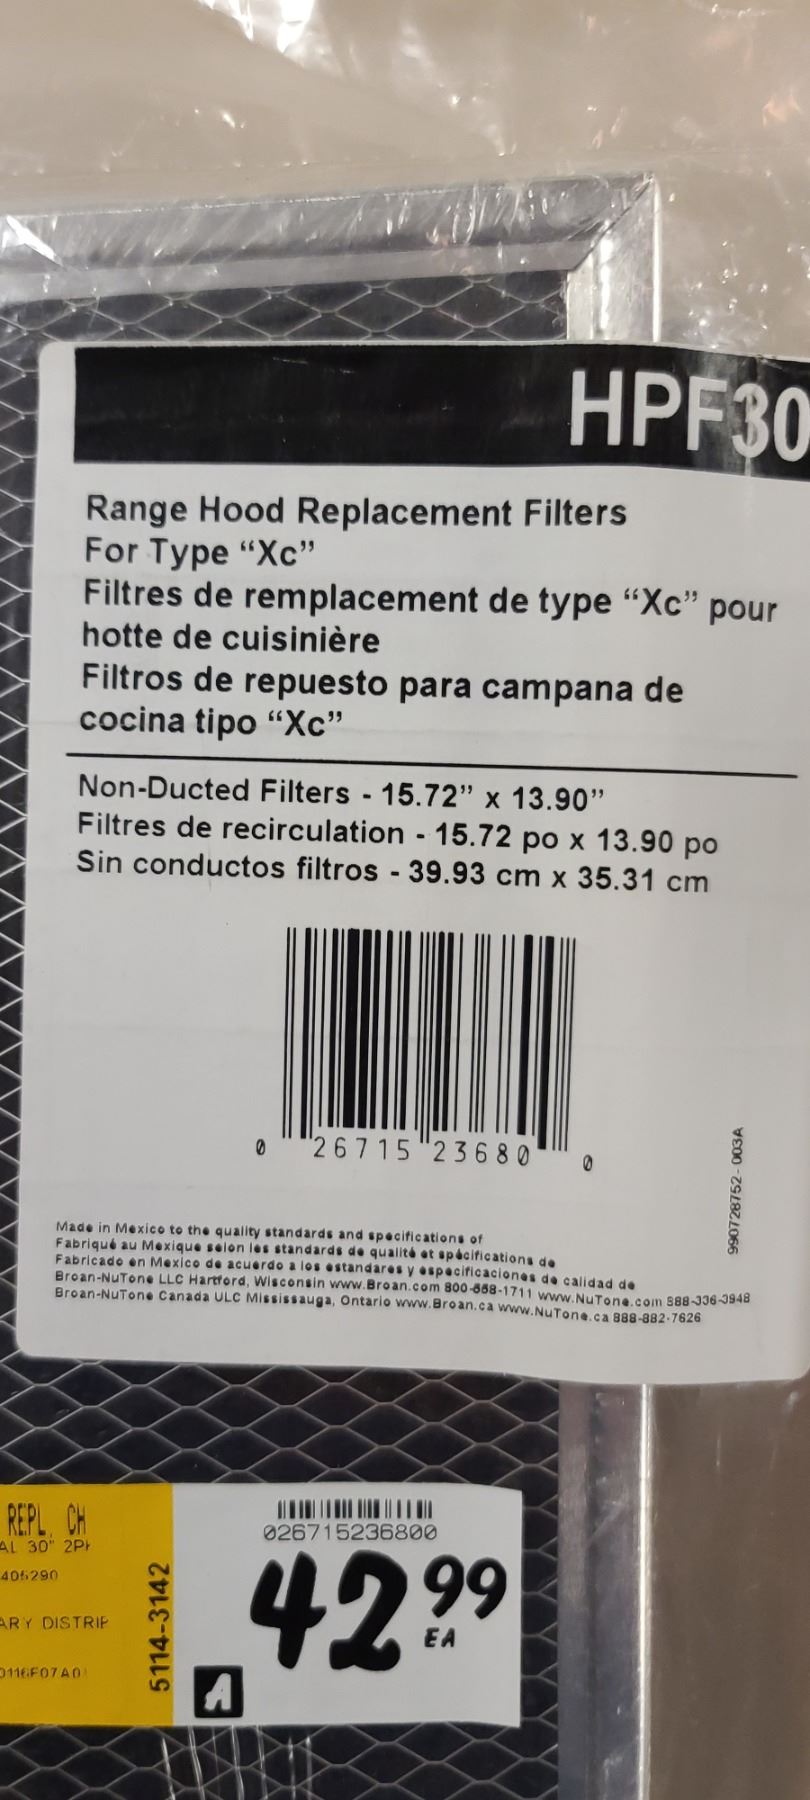 HPF30
Range Hood Replacement Filters
For Type “Xc”
Filtres de remplacement de type “Xc” pour
hotte de cuisinière
Filtros de repuesto para campana de
cocina tipo “Xc”
Non-Ducted Filters - 15.72” x 13.90”
Filtres de recirculation - 15.72 po x 13.90 po
Sin conductos filtros - 39.93 cm x 35.31 cm
0 26715 23680 0
990728752 - 003A
Made in Mexico to the quality standards and specifications of
Fabriqué au Mexique selon les standards de qualité et spécifications de
Fabricado en Mexico de acuerdo a los estandares y especificaciones de calidad de
Broan-NuTone LLC Hartford, Wisconsin www.Broan.com 800-558-1711 www.NuTone.com 888-336-3948
Broan-NuTone Canada ULC Mississauga, Ontario www.Broan.ca www.NuTone.ca 888-882-7626
REPL. CH
AL 30" 2PK
405290
ARY DISTRIB
0116F07A0
5114-3142
026715236800
42 99
EA
A